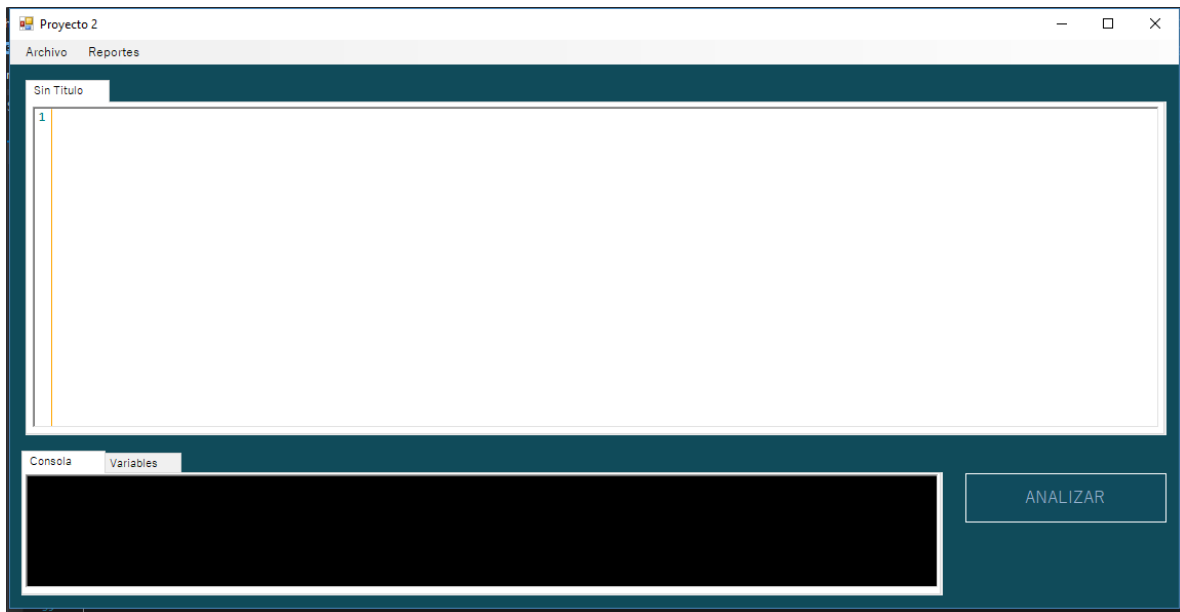 Proyecto 2
Archivo Reportes
Sin Titulo
1
Consola Variables
ANALIZAR